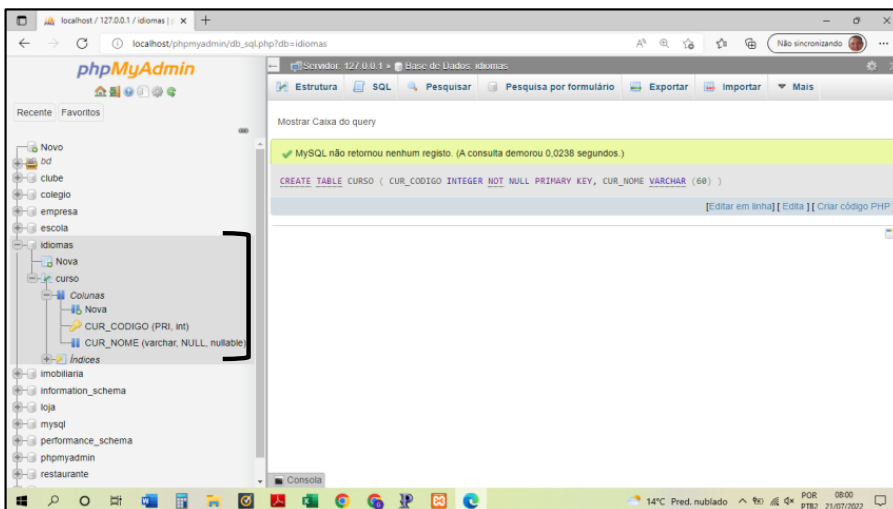 localhost / 127.0.0.1 / idiomas |
localhost/phpmyadmin/db_sql.php?db=idiomas
Não sincronizando
phpMyAdmin
Recente Favoritos
Novo
bd
clube
colegio
empresa
escola
idiomas
Nova
curso
Colunas
Nova
CUR_CODIGO (PRI, int)
CUR_NOME (varchar, NULL, nullable)
Índices
imobiliaria
information_schema
loja
mysql
performance_schema
phpmyadmin
restaurante
Servidor: 127.0.0.1 » Base de Dados: idiomas
Estrutura SQL Pesquisar Pesquisa por formulário Exportar Importar Mais
Mostrar Caixa do query
MySQL não retornou nenhum registo. (A consulta demorou 0,0238 segundos.)
CREATE TABLE CURSO ( CUR_CODIGO INTEGER NOT NULL PRIMARY KEY, CUR_NOME VARCHAR (60) )
[Editar em linha] [ Edita ] [ Criar código PHP
Consola
14°C Pred. nublado
POR
PTB2
08:00
21/07/2022